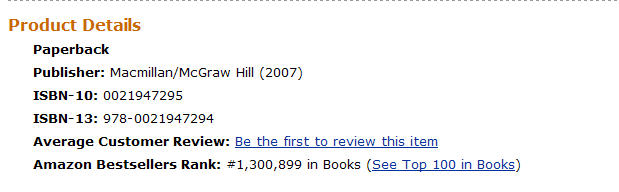 Product Details
Paperback
Publisher: Macmillan/McGraw Hill (2007)
ISBN-10: 0021947295
ISBN-13: 978-0021947294
Average Customer Review: Be the first to review this item
Amazon Bestsellers Rank: #1,300,899 in Books (See Top 100 in Books)